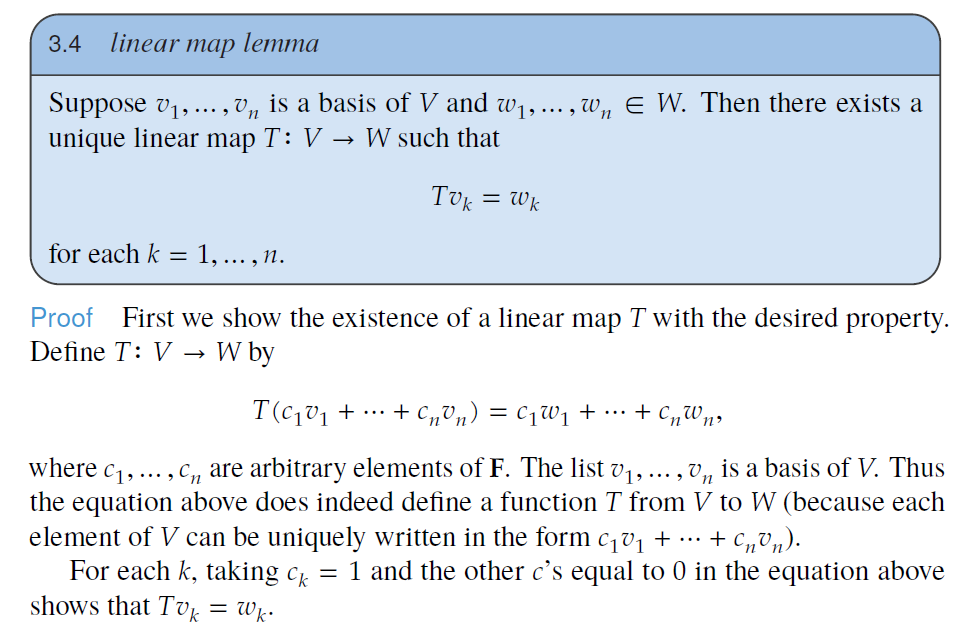 3.4 linear map lemma
Suppose v₁, … , vₙ is a basis of V and w₁, … , wₙ ∈ W. Then there exists a
unique linear map T : V → W such that
Tvₖ = wₖ
for each k = 1, … , n.
Proof First we show the existence of a linear map T with the desired property.
Define T : V → W by
T(c₁v₁ + ⋯ + cₙvₙ) = c₁w₁ + ⋯ + cₙwₙ,
where c₁, … , cₙ are arbitrary elements of F. The list v₁, … , vₙ is a basis of V. Thus
the equation above does indeed define a function T from V to W (because each
element of V can be uniquely written in the form c₁v₁ + ⋯ + cₙvₙ).
For each k, taking cₖ = 1 and the other c’s equal to 0 in the equation above
shows that Tvₖ = wₖ.